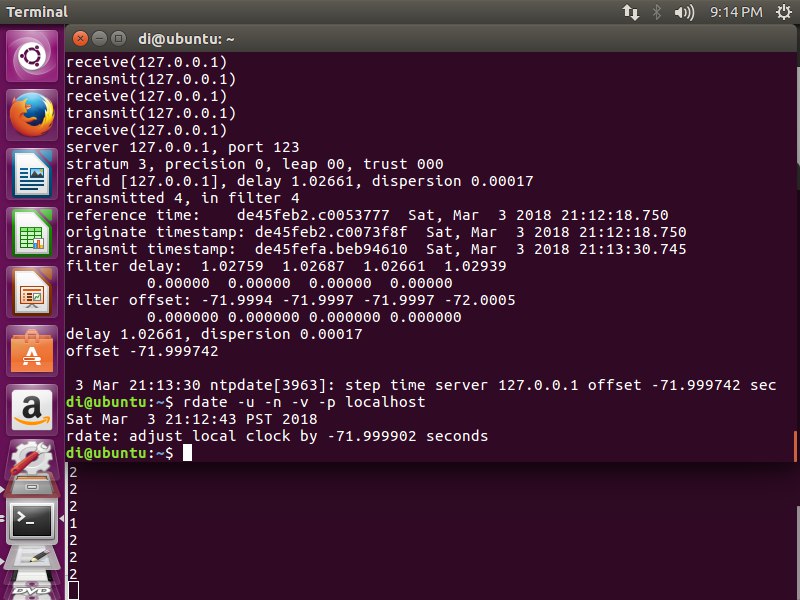 Terminal
9:14 PM
di@ubuntu: ~
receive(127.0.0.1)
transmit(127.0.0.1)
receive(127.0.0.1)
transmit(127.0.0.1)
receive(127.0.0.1)
server 127.0.0.1, port 123
stratum 3, precision 0, leap 00, trust 000
refid [127.0.0.1], delay 1.02661, dispersion 0.00017
transmitted 4, in filter 4
reference time:    de45feb2.c0053777  Sat, Mar  3 2018 21:12:18.750
originate timestamp: de45feb2.c0073f8f  Sat, Mar  3 2018 21:12:18.750
transmit timestamp:  de45fefa.beb94610  Sat, Mar  3 2018 21:13:30.745
filter delay:  1.02759  1.02687  1.02661  1.02939
         0.00000  0.00000  0.00000  0.00000
filter offset: -71.9994 -71.9997 -71.9997 -72.0005
         0.000000 0.000000 0.000000 0.000000
delay 1.02661, dispersion 0.00017
offset -71.999742
 3 Mar 21:13:30 ntpdate[3963]: step time server 127.0.0.1 offset -71.999742 sec
di@ubuntu:~$ rdate -u -n -v -p localhost
Sat Mar  3 21:12:43 PST 2018
rdate: adjust local clock by -71.999902 seconds
di@ubuntu:~$
2
2
2
1
2
2
2
a
>_
DVD